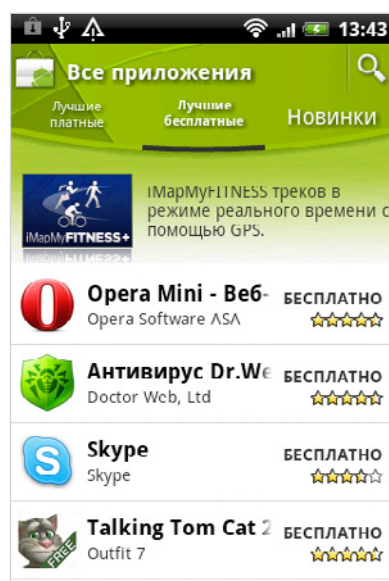 13:43
Все приложения
Лучшие платные
Лучшие бесплатные
Новинки
iMapMyFITNESS+
iMapMyFITNESS треков в
режиме реального времени с
помощью GPS.
Opera Mini - Веб-
БЕСПЛАТНО
Opera Software ASA
Антивирус Dr.We
БЕСПЛАТНО
Doctor Web, Ltd
Skype
БЕСПЛАТНО
Skype
Talking Tom Cat 2
БЕСПЛАТНО
Outfit 7
FREE